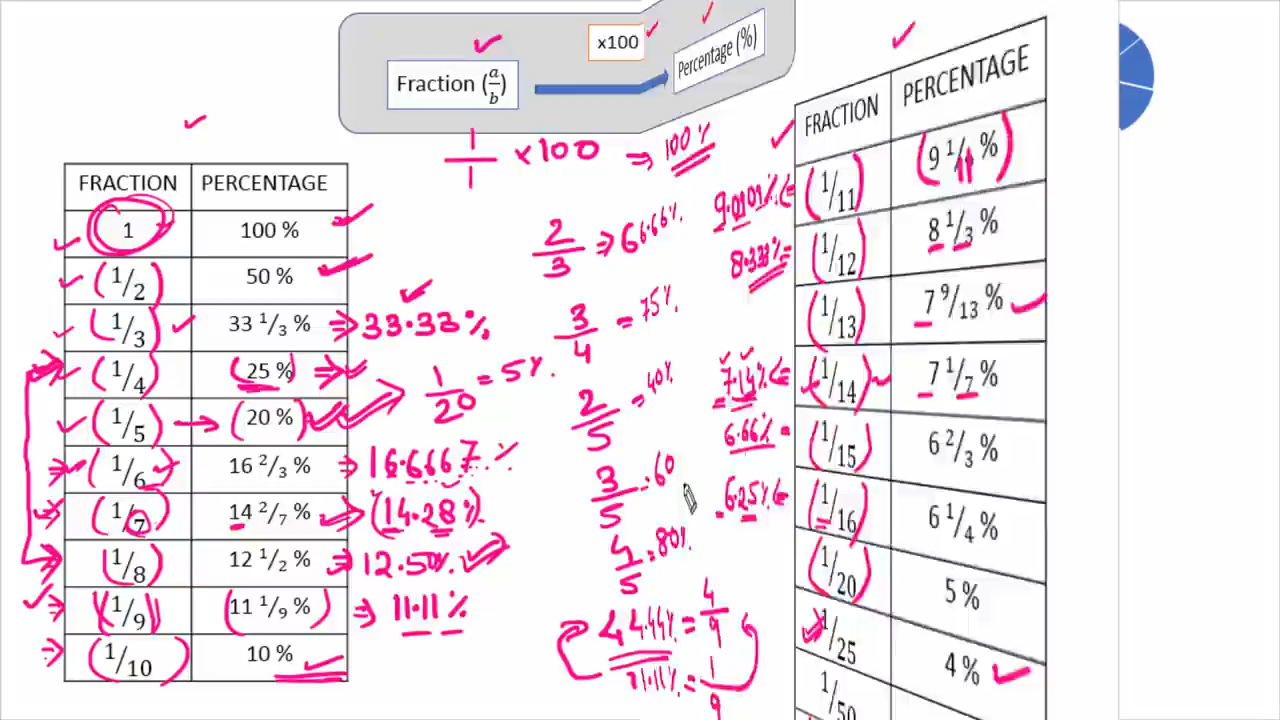 Fraction (a/b)
x100
Percentage (%)
1/1 ×100 ⇒ 100%
FRACTION PERCENTAGE
1 100 %
1/2 50 %
1/3 33 1/3 % ⇒ 33.33%
1/4 25 %
1/5 → 20 %
1/6 16 2/3 % ⇒ 16.6667%
1/7 14 2/7 % (14.28%)
1/8 12 1/2 % ⇒ 12.50%
1/9 11 1/9 % ⇒ 11.11%
1/10 10 %
1/20 = 5%.
2/3 ⇒ 66.66%
3/4 = 75%
2/5 = 40%
3/5 = 60
4/5 = 80%
44.44% = 4/9
11.11% = 1/9
FRACTION PERCENTAGE
9.0909% ⇐ 1/11 9 1/11 %
8.333% = 1/12 8 1/3 %
1/13 7 9/13 %
7.14% ⇐ 1/14 7 1/7 %
6.66% = 1/15 6 2/3 %
6.25% ⇐ 1/16 6 1/4 %
1/20 5 %
1/25 4 %
1/50